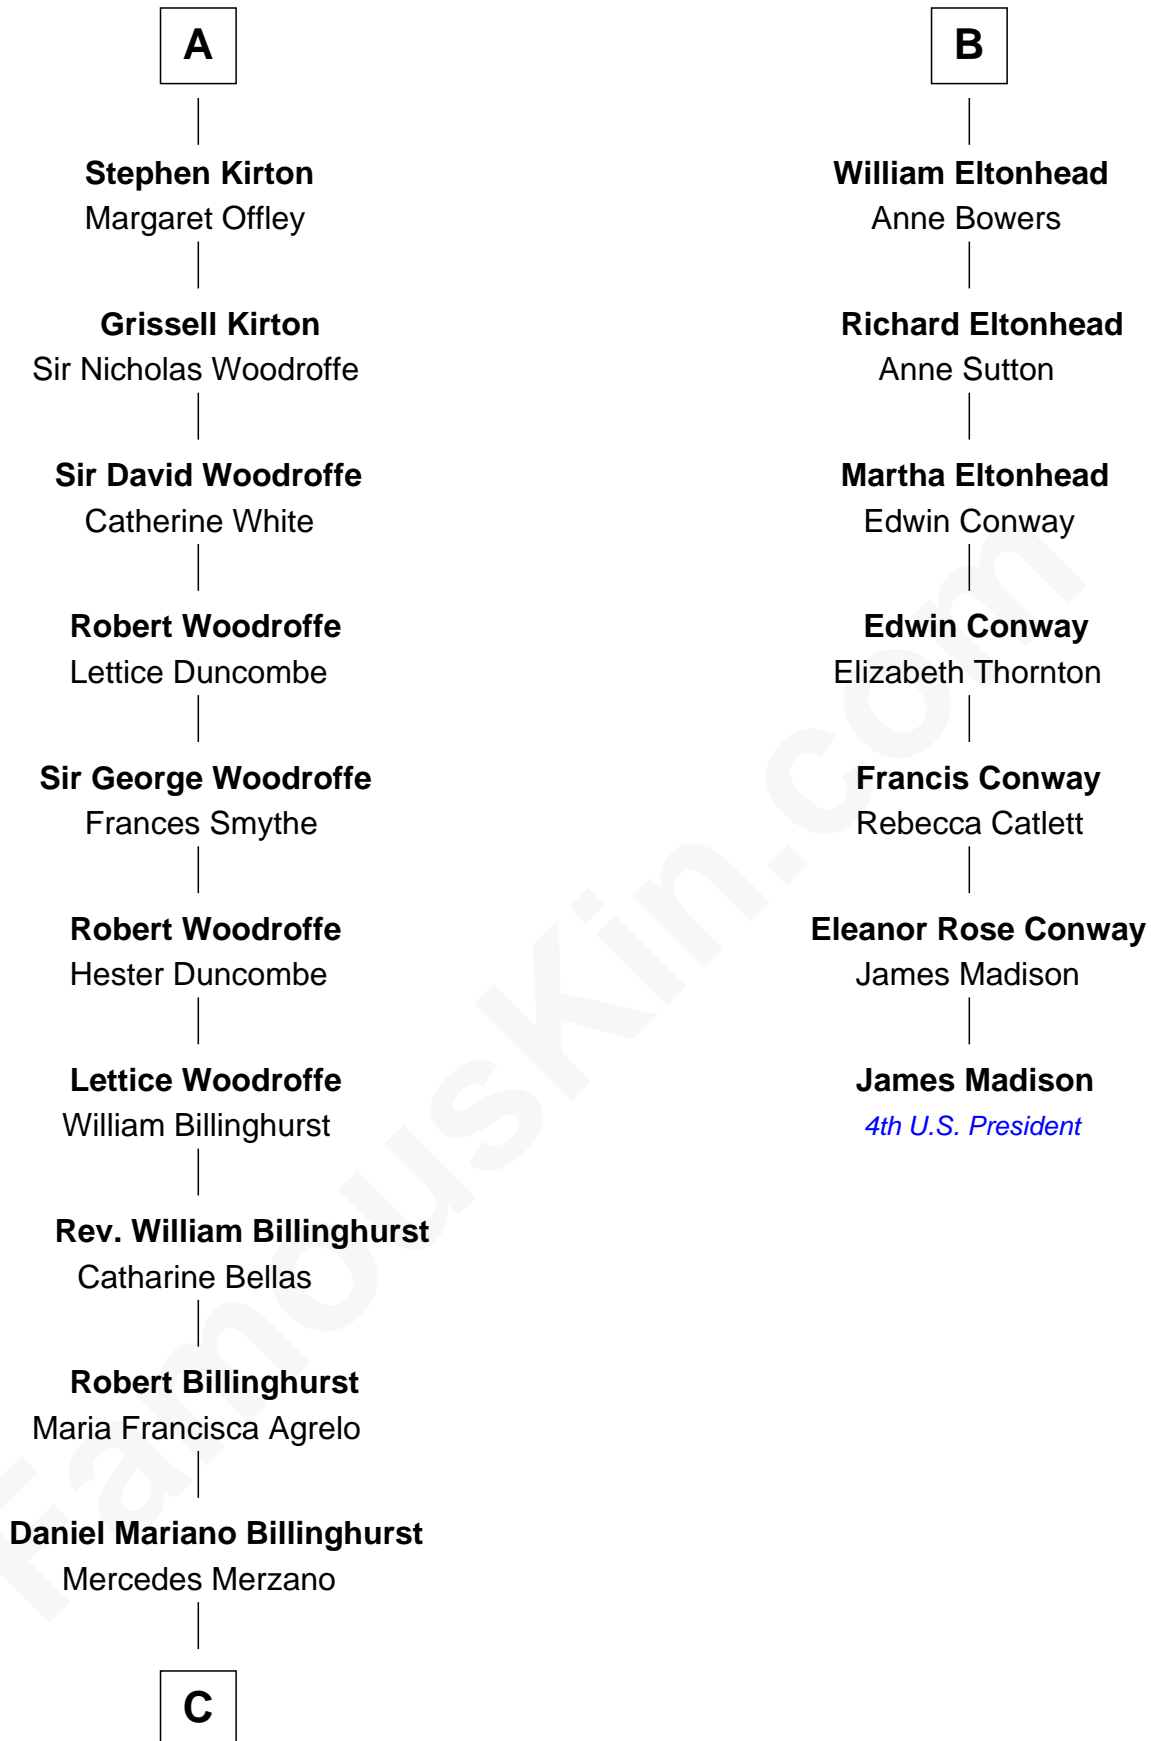 A
Stephen Kirton
Margaret Offley
Grissell Kirton
Sir Nicholas Woodroffe
Sir David Woodroffe
Catherine White
Robert Woodroffe
Lettice Duncombe
Sir George Woodroffe
Frances Smythe
Robert Woodroffe
Hester Duncombe
Lettice Woodroffe
William Billinghurst
Rev. William Billinghurst
Catharine Bellas
Robert Billinghurst
Maria Francisca Agrelo
Daniel Mariano Billinghurst
Mercedes Merzano
C
B
William Eltonhead
Anne Bowers
Richard Eltonhead
Anne Sutton
Martha Eltonhead
Edwin Conway
Edwin Conway
Elizabeth Thornton
Francis Conway
Rebecca Catlett
Eleanor Rose Conway
James Madison
James Madison
4th U.S. President
FamousKin.com